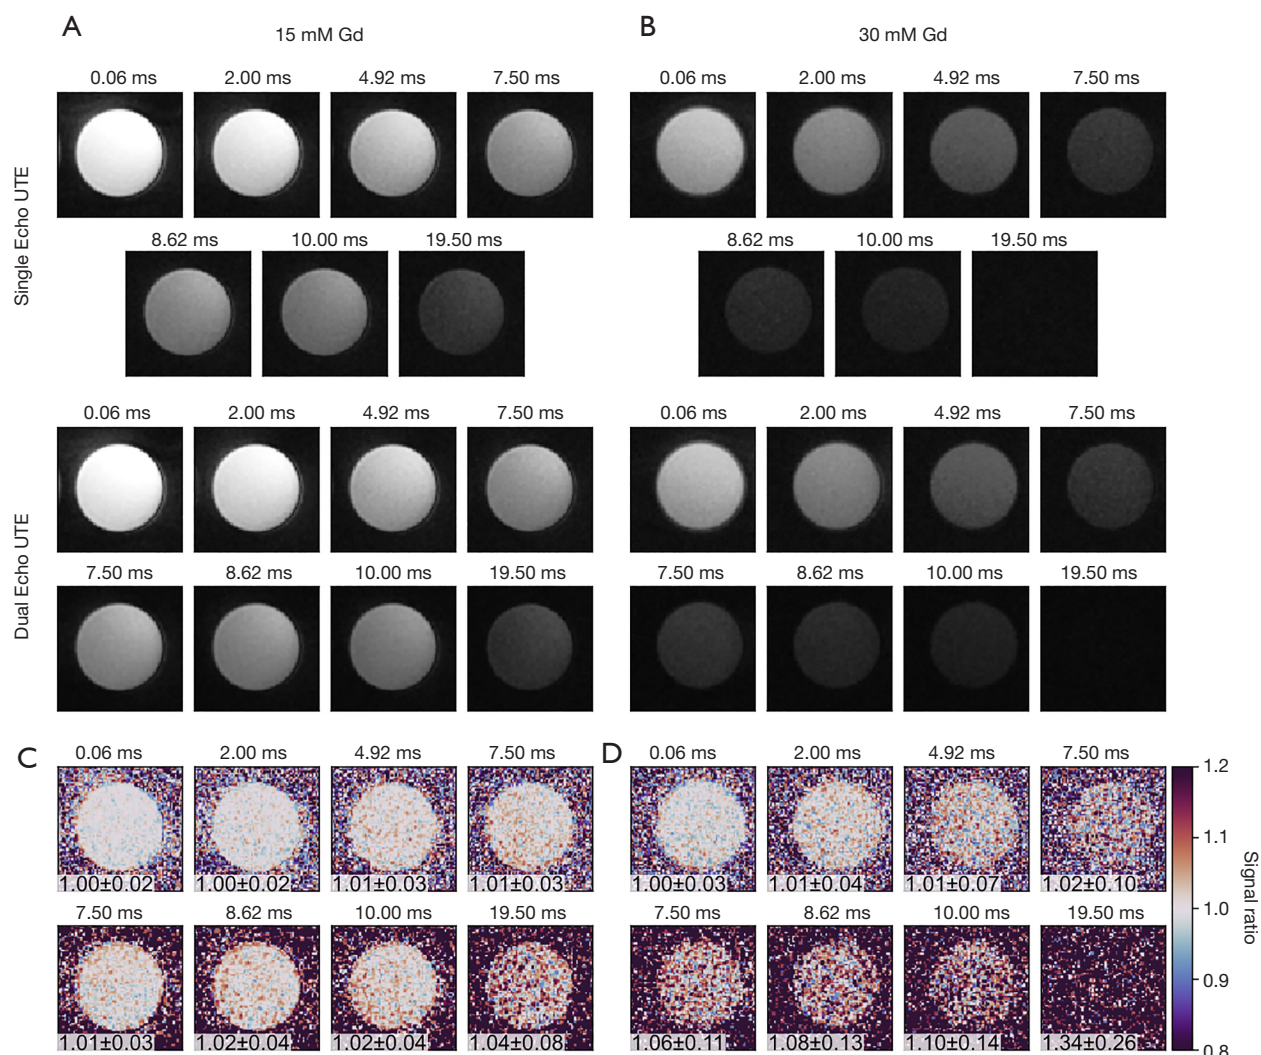 A
15 mM Gd
B
30 mM Gd
Single Echo UTE
0.06 ms 2.00 ms 4.92 ms 7.50 ms
0.06 ms 2.00 ms 4.92 ms 7.50 ms
8.62 ms 10.00 ms 19.50 ms
8.62 ms 10.00 ms 19.50 ms
Dual Echo UTE
0.06 ms 2.00 ms 4.92 ms 7.50 ms
0.06 ms 2.00 ms 4.92 ms 7.50 ms
7.50 ms 8.62 ms 10.00 ms 19.50 ms
7.50 ms 8.62 ms 10.00 ms 19.50 ms
C
0.06 ms 2.00 ms 4.92 ms 7.50 ms
1.00±0.02 1.00±0.02 1.01±0.03 1.01±0.03
7.50 ms 8.62 ms 10.00 ms 19.50 ms
1.01±0.03 1.02±0.04 1.02±0.04 1.04±0.08
D
0.06 ms 2.00 ms 4.92 ms 7.50 ms
1.00±0.03 1.01±0.04 1.01±0.07 1.02±0.10
7.50 ms 8.62 ms 10.00 ms 19.50 ms
1.06±0.11 1.08±0.13 1.10±0.14 1.34±0.26
1.2
1.1
1.0
0.9
0.8
Signal ratio